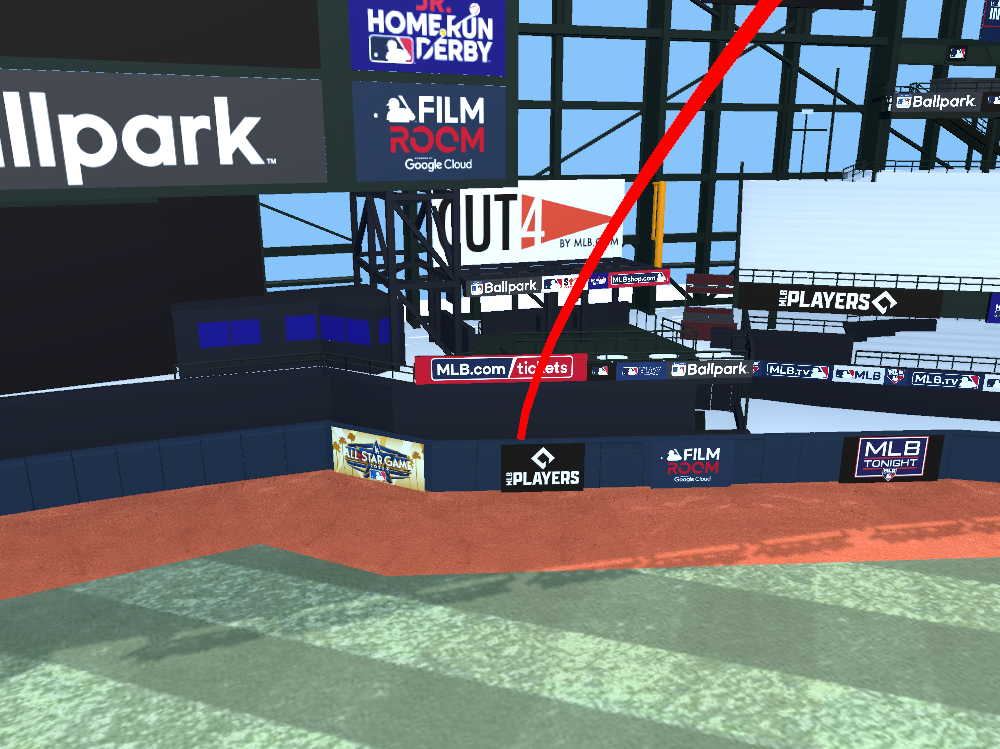 JR.
HOME RUN
DERBY
llpark™
FILM
ROOM
Google Cloud
CUT4
BY MLB.COM
Ballpark
Ballpark
MLBshop.com
MLB
PLAYERS
MLB.com/tickets
Ballpark
MLB.TV
MLB
MLB.TV
ALL STAR GAME
MLB
PLAYERS
FILM
ROOM
Google Cloud
MLB
TONIGHT